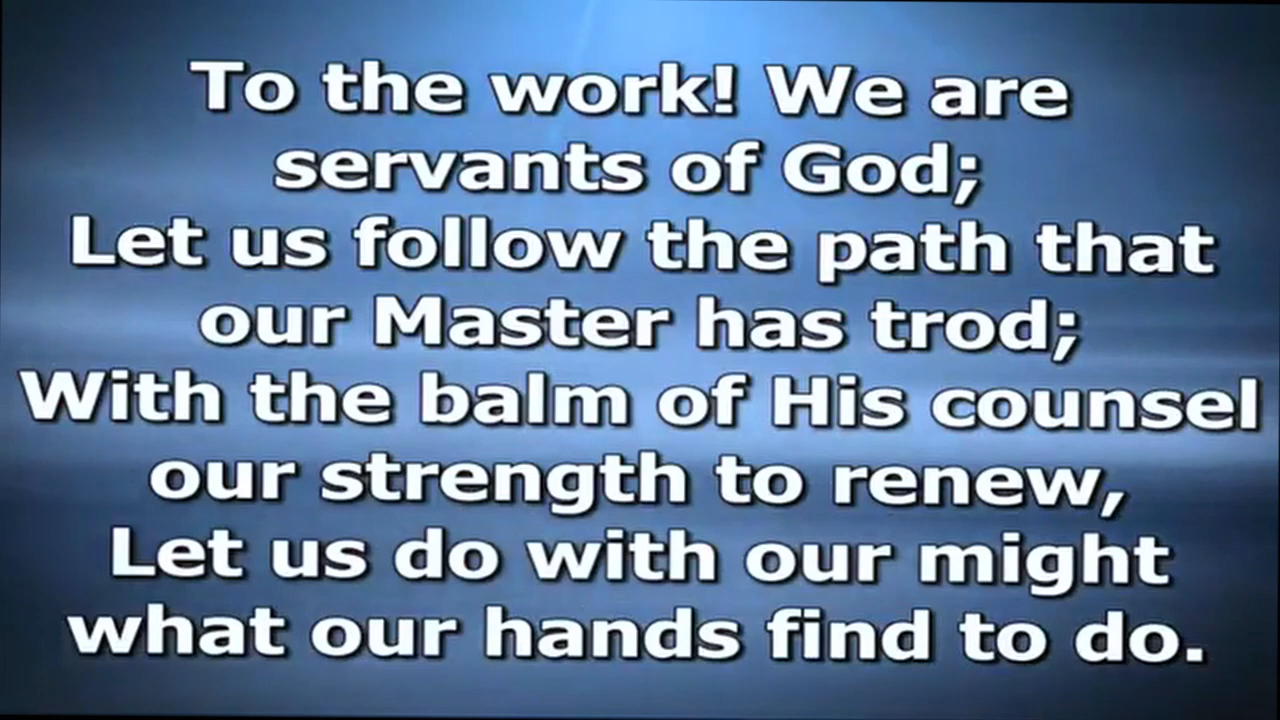 To the work! We are
servants of God;
Let us follow the path that
our Master has trod;
With the balm of His counsel
our strength to renew,
Let us do with our might
what our hands find to do.